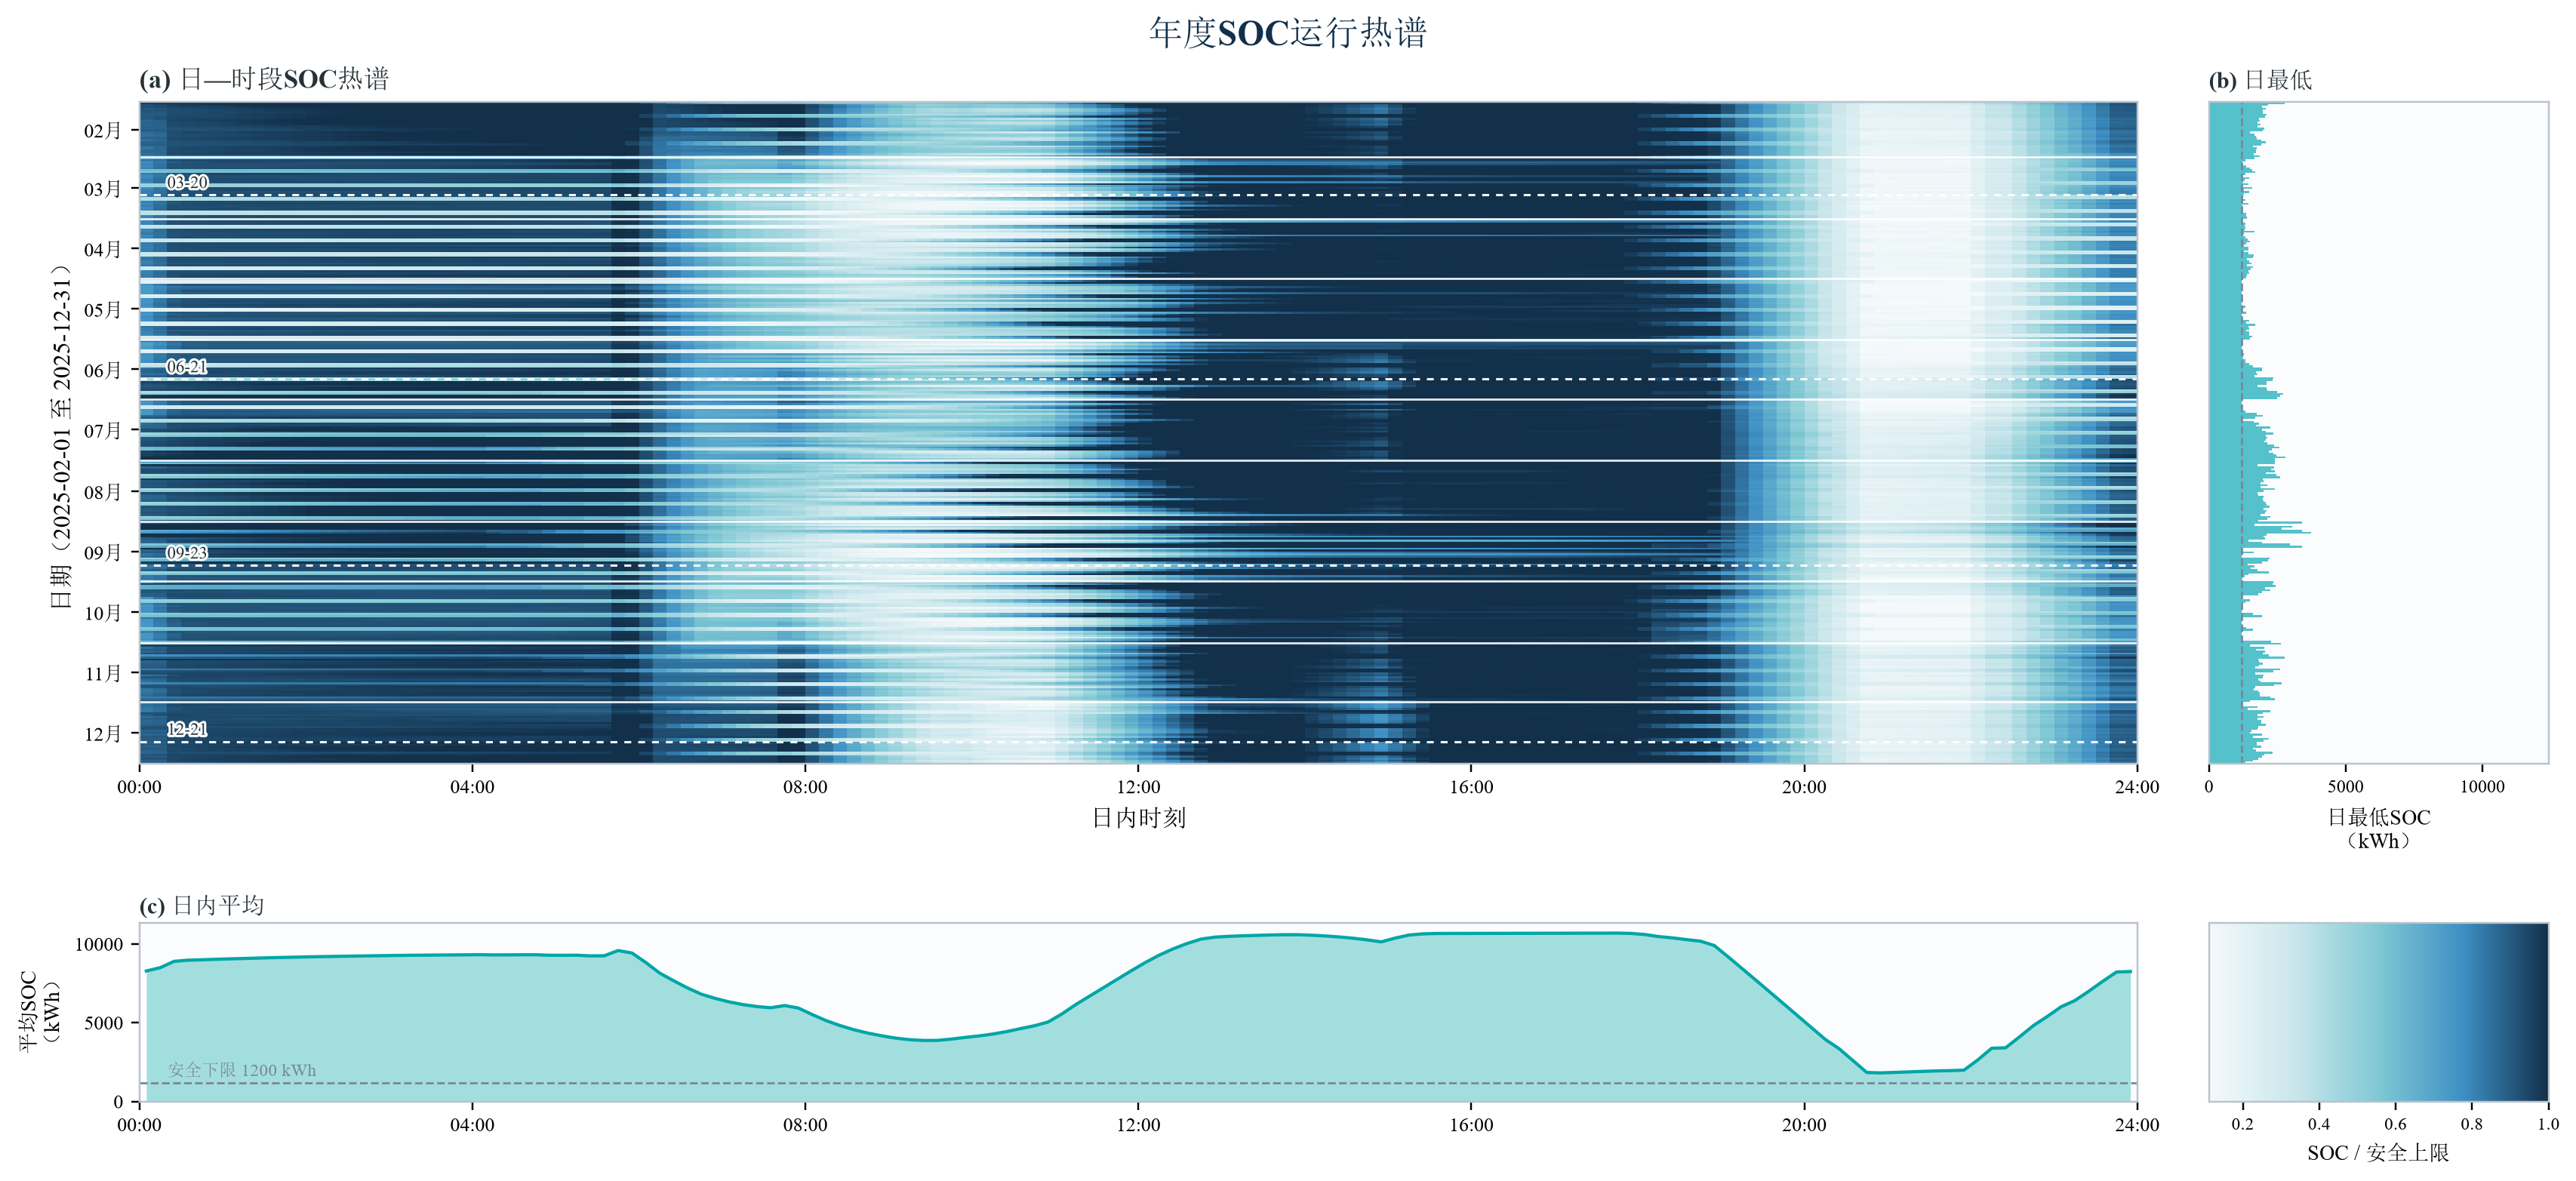 年度SOC运行热谱
(a) 日—时段SOC热谱
日期（2025-02-01 至 2025-12-31）
02月
03月
04月
05月
06月
07月
08月
09月
10月
11月
12月
03-20
06-21
09-23
12-21
00:00 04:00 08:00 12:00 16:00 20:00 24:00
日内时刻
(b) 日最低
0 5000 10000
日最低SOC
（kWh）
(c) 日内平均
平均SOC
（kWh）
10000
5000
0
安全下限 1200 kWh
00:00 04:00 08:00 12:00 16:00 20:00 24:00
0.2 0.4 0.6 0.8 1.0
SOC / 安全上限